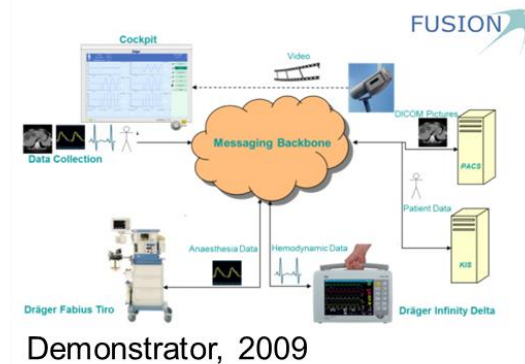 FUSION
Cockpit
Video
DICOM Pictures
Messaging Backbone
Data Collection
PACS
Patient Data
Anaesthesia Data
Hemodynamic Data
KIS
Dräger Fabius Tiro
Dräger Infinity Delta
Demonstrator, 2009